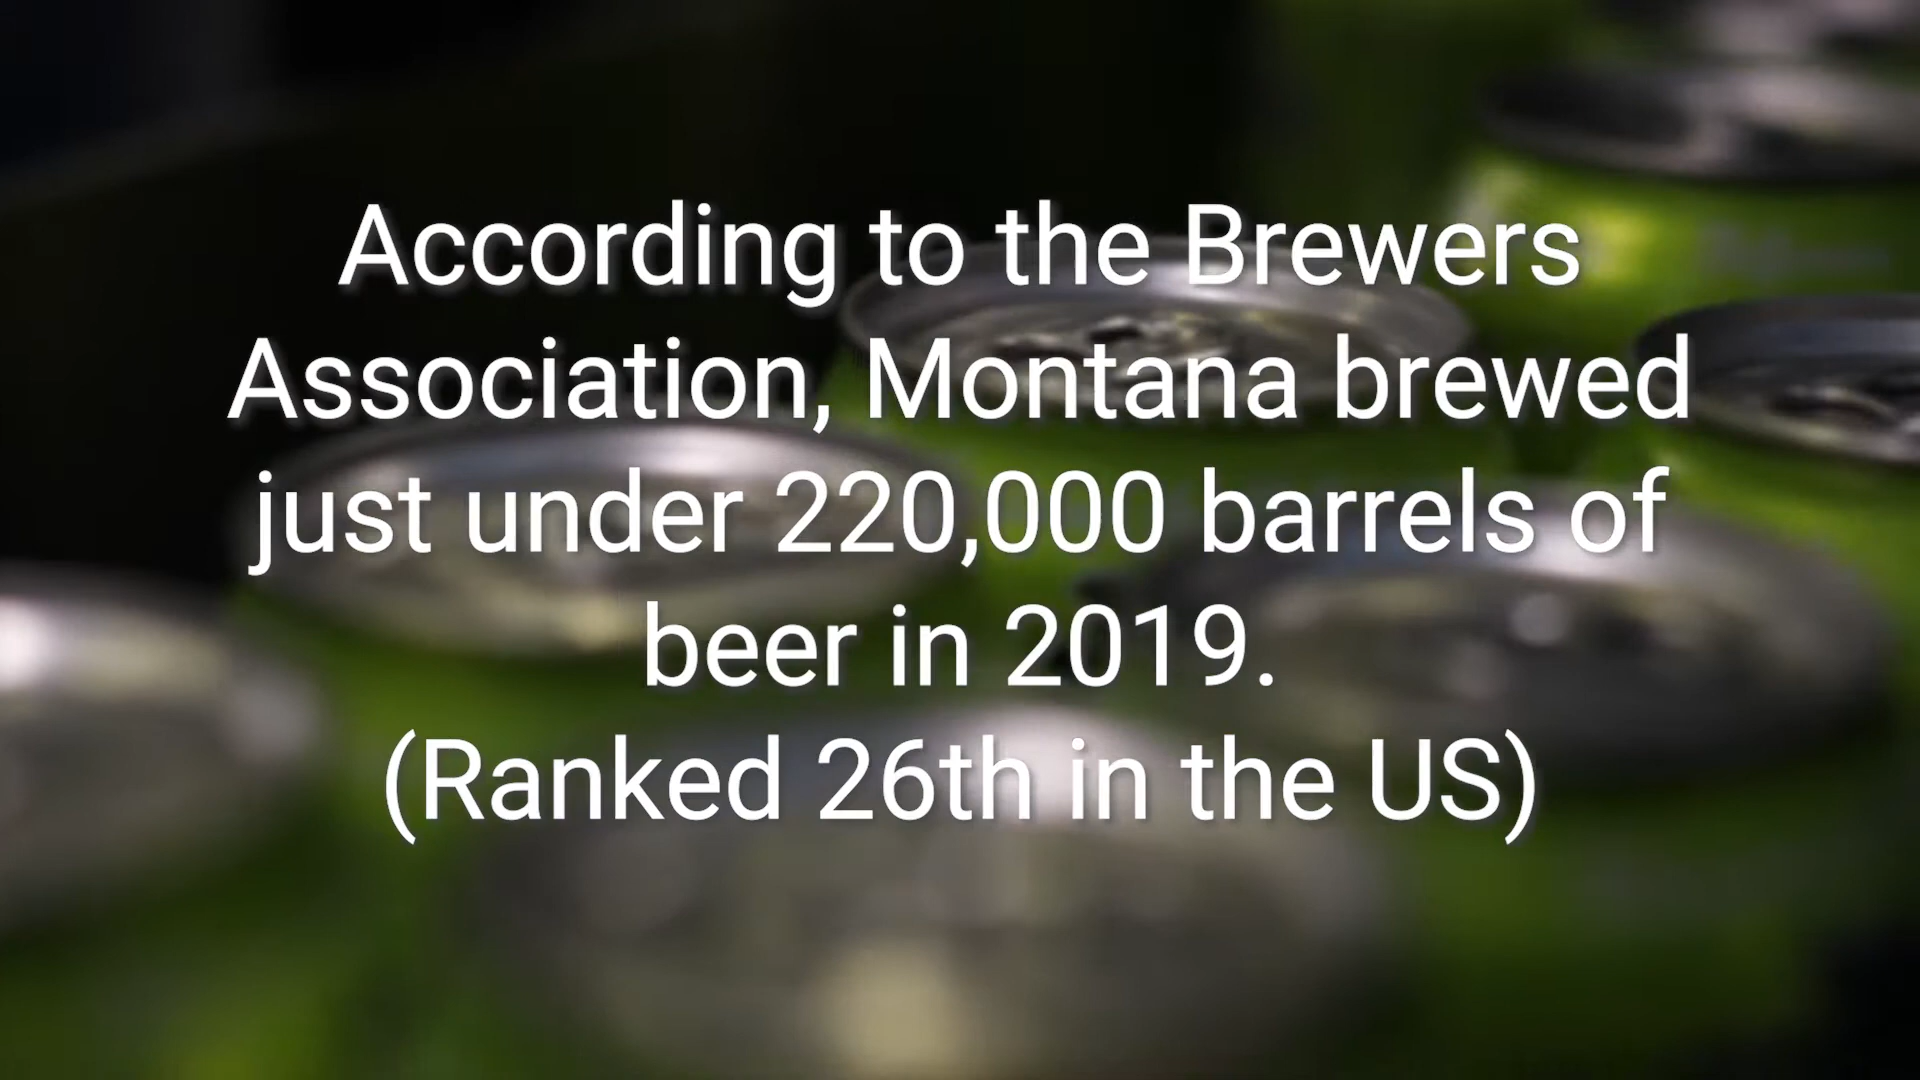 According to the Brewers
Association, Montana brewed
just under 220,000 barrels of
beer in 2019.
(Ranked 26th in the US)